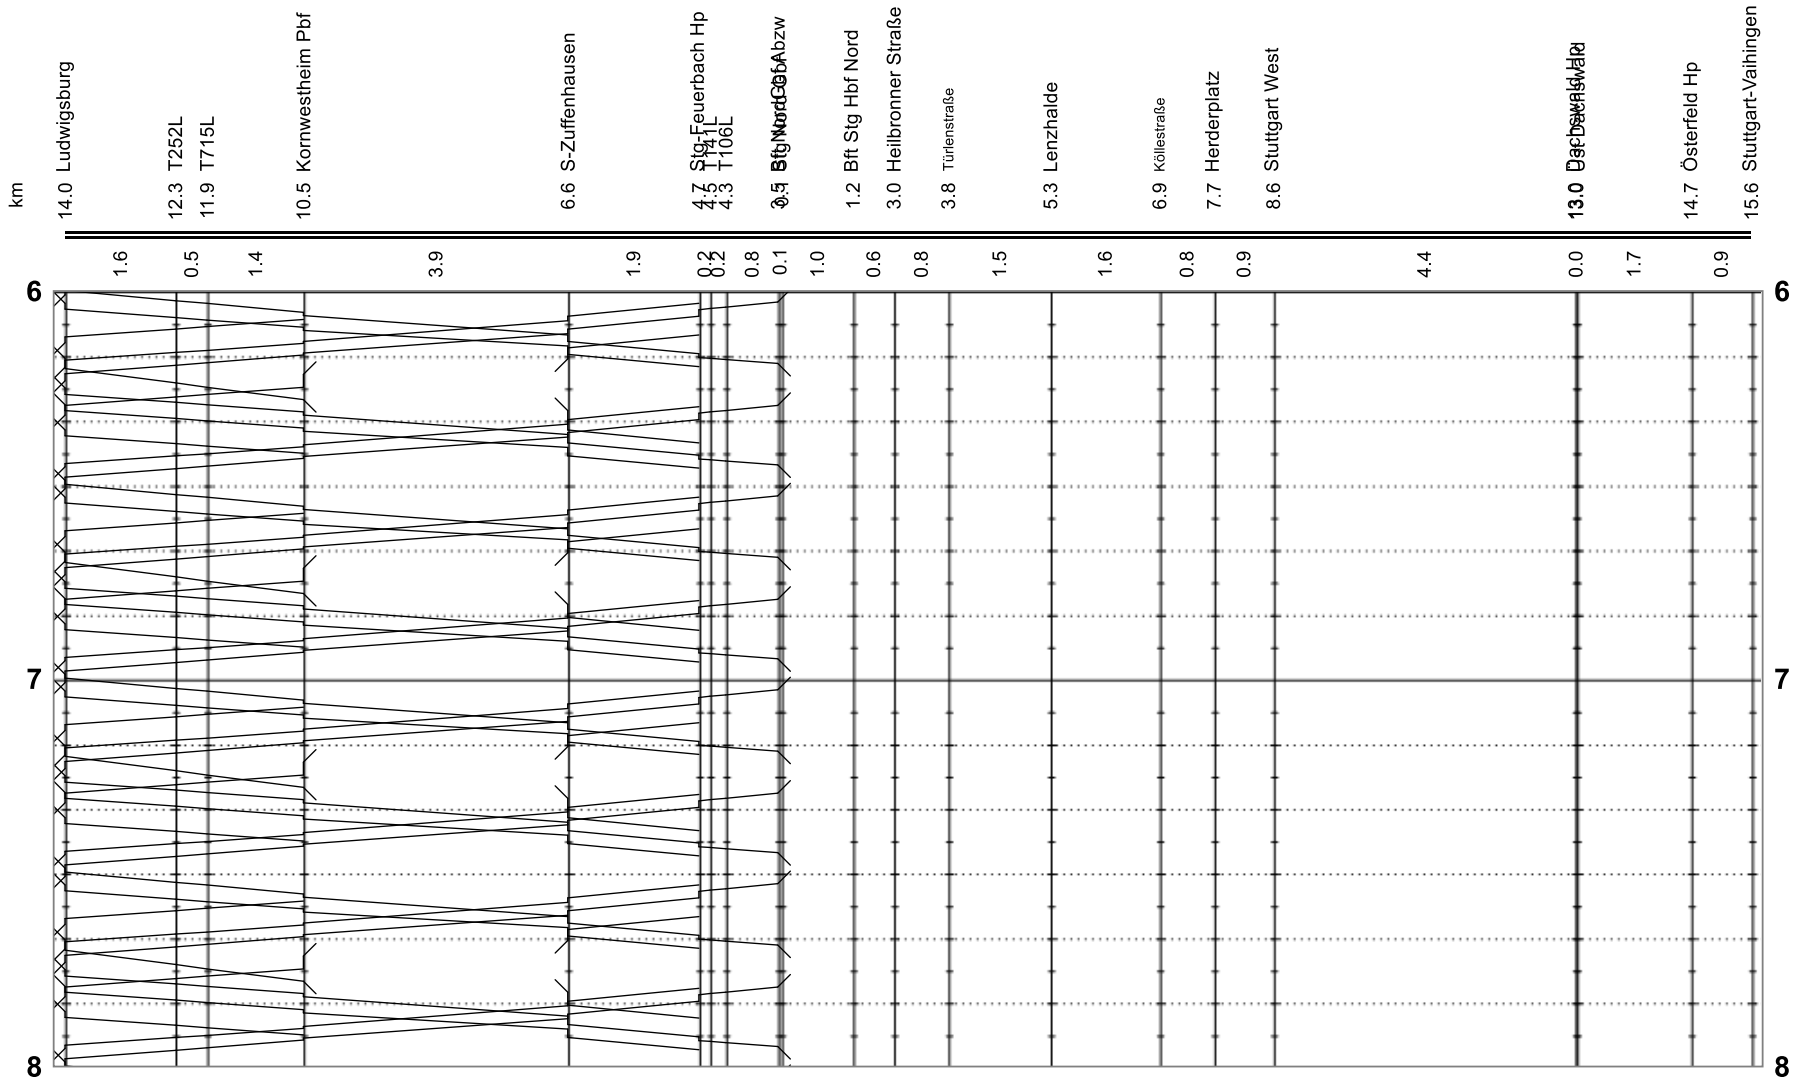 km
14.0 Ludwigsburg
12.3 T252L
11.9 T715L
10.5 Kornwestheim Pbf
6.6 S-Zuffenhausen
4.7 Stg-Feuerbach Hp
4.5 T141L
4.3 T106L
1.2 Bft Stg Hbf Nord
3.0 Heilbronner Straße
3.8 Türlenstraße
5.3 Lenzhalde
6.9 Köllestraße
7.7 Herderplatz
8.6 Stuttgart West
13.0
14.7 Österfeld Hp
15.6 Stuttgart-Vaihingen
1.6 0.5 1.4 3.9 1.9 0.2 0.2 0.8 0.1 1.0 0.6 0.8 1.5 1.6 0.8 0.9 4.4 0.0 1.7 0.9
6 6
7 7
8 8